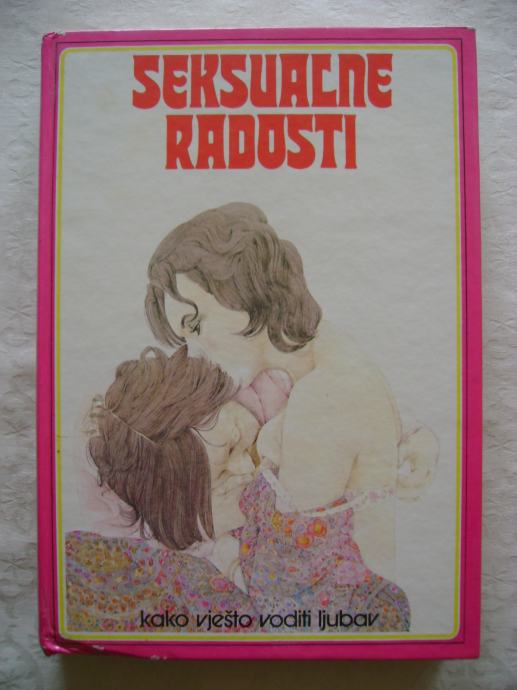 SEKSUALNE
RADOSTI
kako vješto voditi ljubav